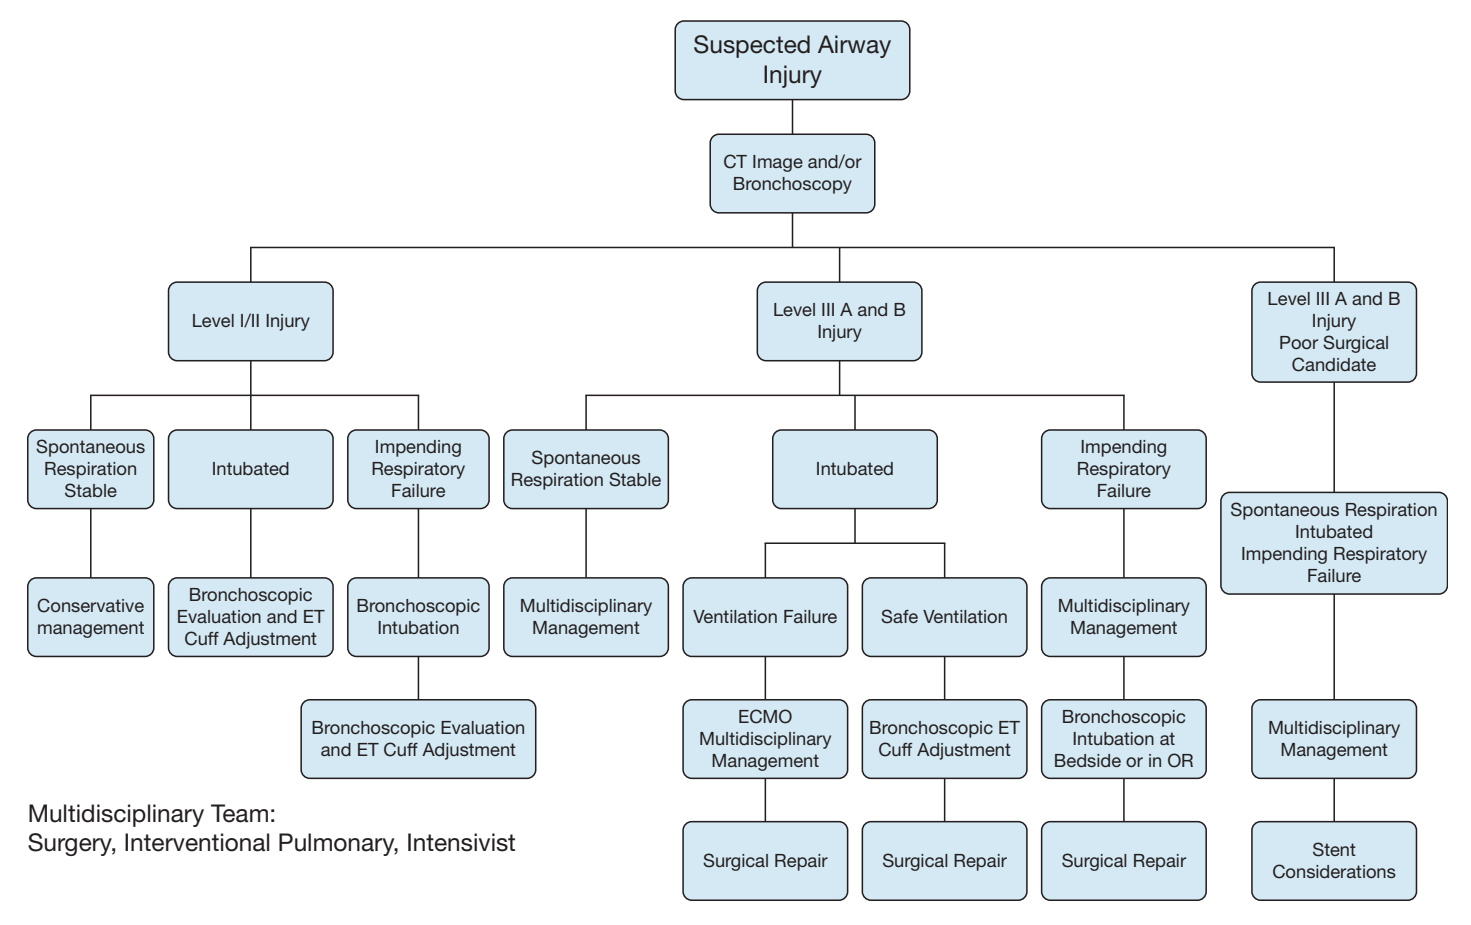 Suspected Airway
Injury
CT Image and/or
Bronchoscopy
Level I/II Injury
Level III A and B
Injury
Level III A and B
Injury
Poor Surgical
Candidate
Spontaneous
Respiration
Stable
Intubated
Impending
Respiratory
Failure
Spontaneous
Respiration Stable
Intubated
Impending
Respiratory
Failure
Spontaneous Respiration
Intubated
Impending Respiratory
Failure
Conservative
management
Bronchoscopic
Evaluation and ET
Cuff Adjustment
Bronchoscopic
Intubation
Multidisciplinary
Management
Ventilation Failure
Safe Ventilation
Multidisciplinary
Management
Bronchoscopic Evaluation
and ET Cuff Adjustment
ECMO
Multidisciplinary
Management
Bronchoscopic ET
Cuff Adjustment
Bronchoscopic
Intubation at
Bedside or in OR
Multidisciplinary
Management
Multidisciplinary Team:
Surgery, Interventional Pulmonary, Intensivist
Surgical Repair
Surgical Repair
Surgical Repair
Stent
Considerations